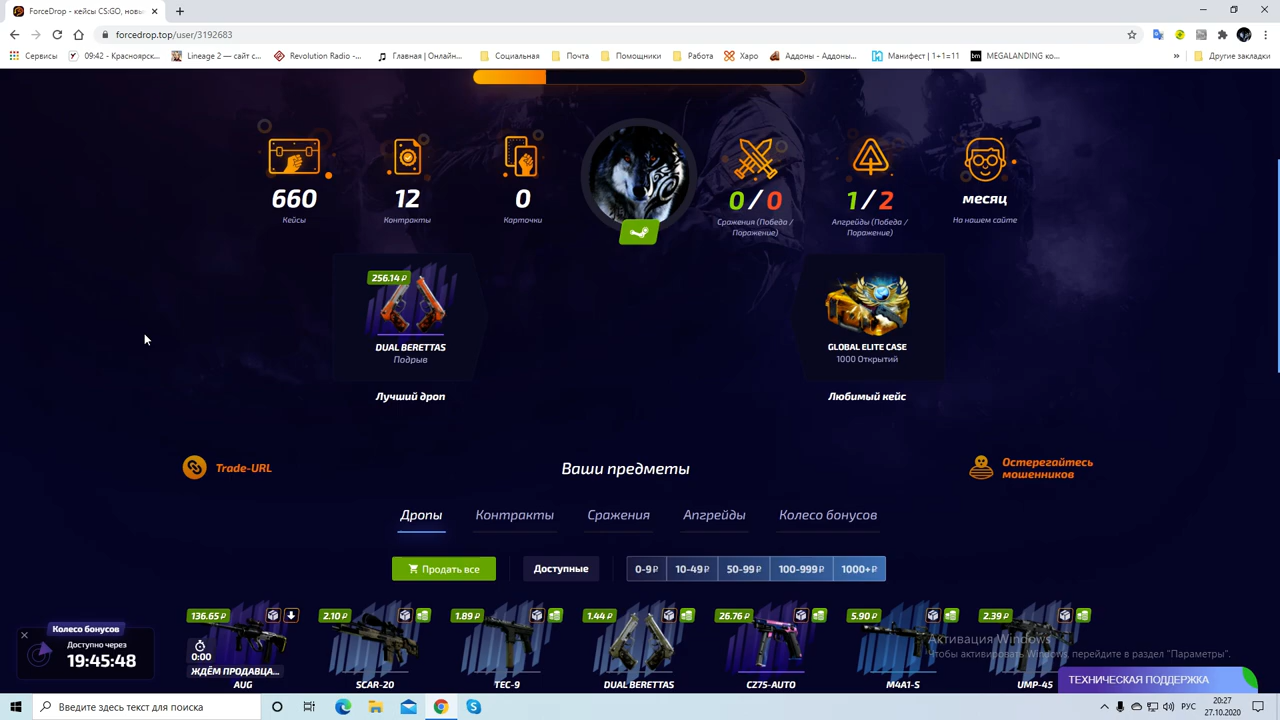 ForceDrop - кейсы CS:GO, новы
forcedrop.top/user/3192683
Сервисы
09:42 - Красноярск...
Lineage 2 — сайт с...
Revolution Radio -...
Главная | Онлайн...
Социальная
Почта
Помощники
Работа
Харо
Аддоны - Аддоны...
Манифест | 1+1=11
MEGALANDING ко...
»
Другие закладки
660
Кейсы
12
Контракты
0
Карточки
0/0
Сражения (Победа /
Поражение)
1/2
Апгрейды (Победа /
Поражение)
месяц
На нашем сайте
256.14 ₽
DUAL BERETTAS
Подрыв
Лучший дроп
GLOBAL ELITE CASE
1000 Открытий
Любимый кейс
Trade-URL
Ваши предметы
Остерегайтесь
мошенников
Дропы
Контракты
Сражения
Апгрейды
Колесо бонусов
Продать все
Доступные
0-9₽
10-49₽
50-99₽
100-999₽
1000+₽
136.65 ₽
0:00
ЖДЁМ ПРОДАВЦА...
AUG
2.10 ₽
SCAR-20
1.89 ₽
TEC-9
1.44 ₽
DUAL BERETTAS
26.76 ₽
CZ75-AUTO
5.90 ₽
M4A1-S
2.39 ₽
UMP-45
Колесо бонусов
Доступно через
19:45:48
Активация Windows
Чтобы активировать Windows, перейдите в раздел "Параметры".
ТЕХНИЧЕСКАЯ ПОДДЕРЖКА
Введите здесь текст для поиска
РУС
20:27
27.10.2020